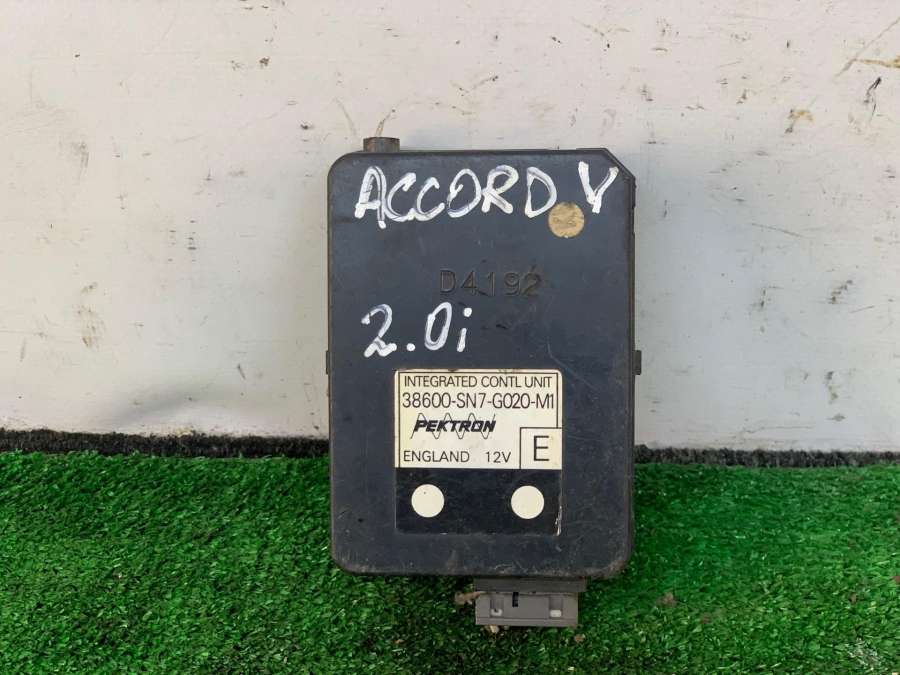 ACCORD V
D4192
2.0i
INTEGRATED CONTL UNIT
38600-SN7-G020-M1
PEKTRON
E
ENGLAND 12V